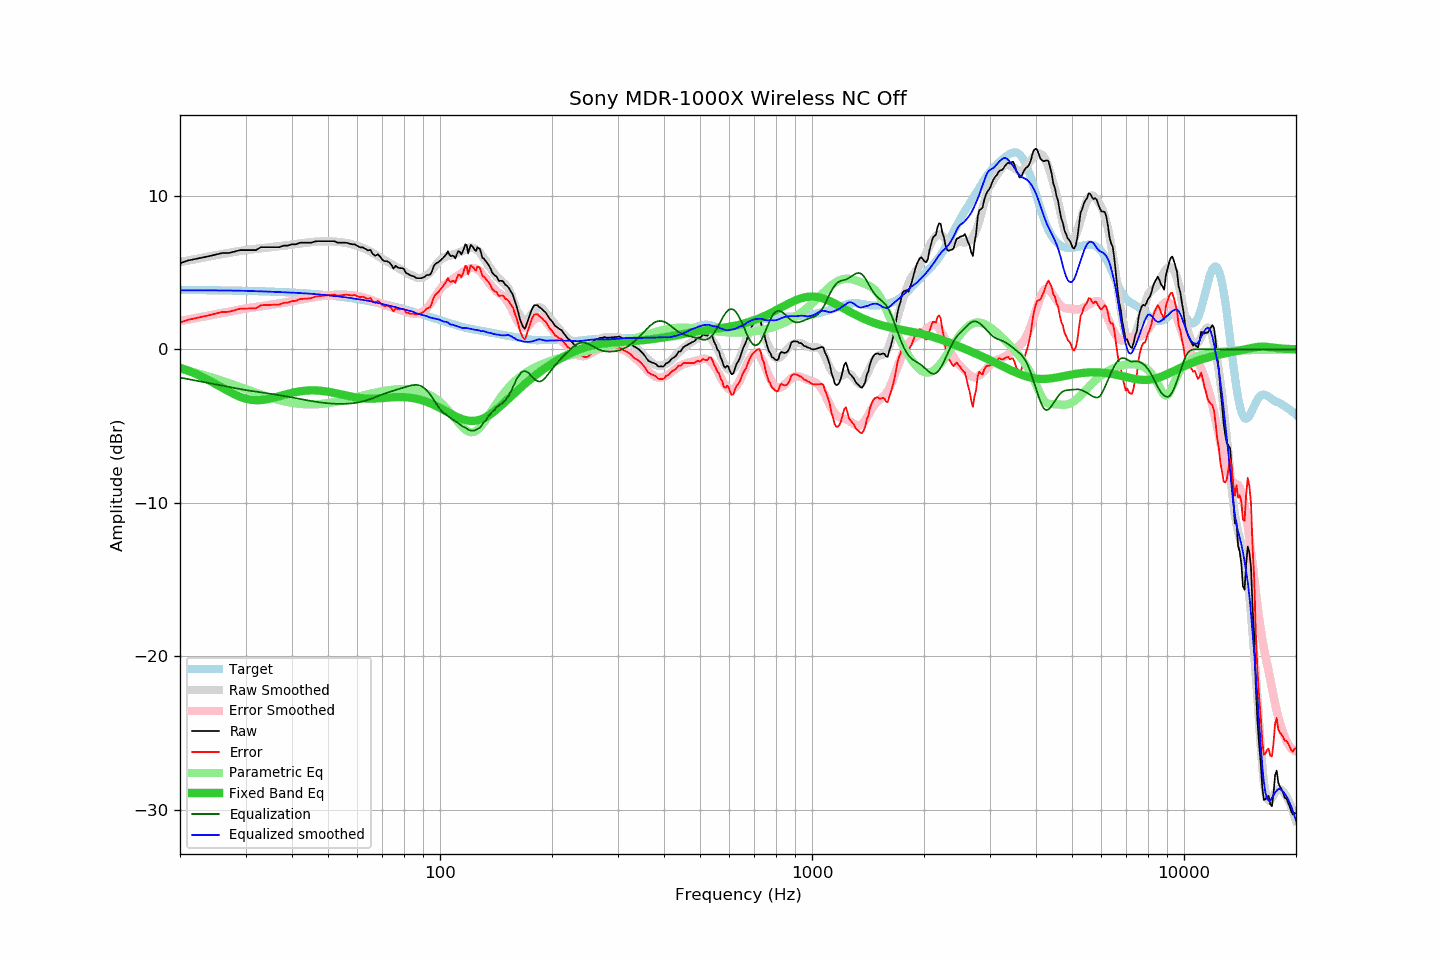 Sony MDR-1000X Wireless NC Off
Amplitude (dBr)
10
0
−10
−20
−30
Target
Raw Smoothed
Error Smoothed
Raw
Error
Parametric Eq
Fixed Band Eq
Equalization
Equalized smoothed
100
1000
10000
Frequency (Hz)